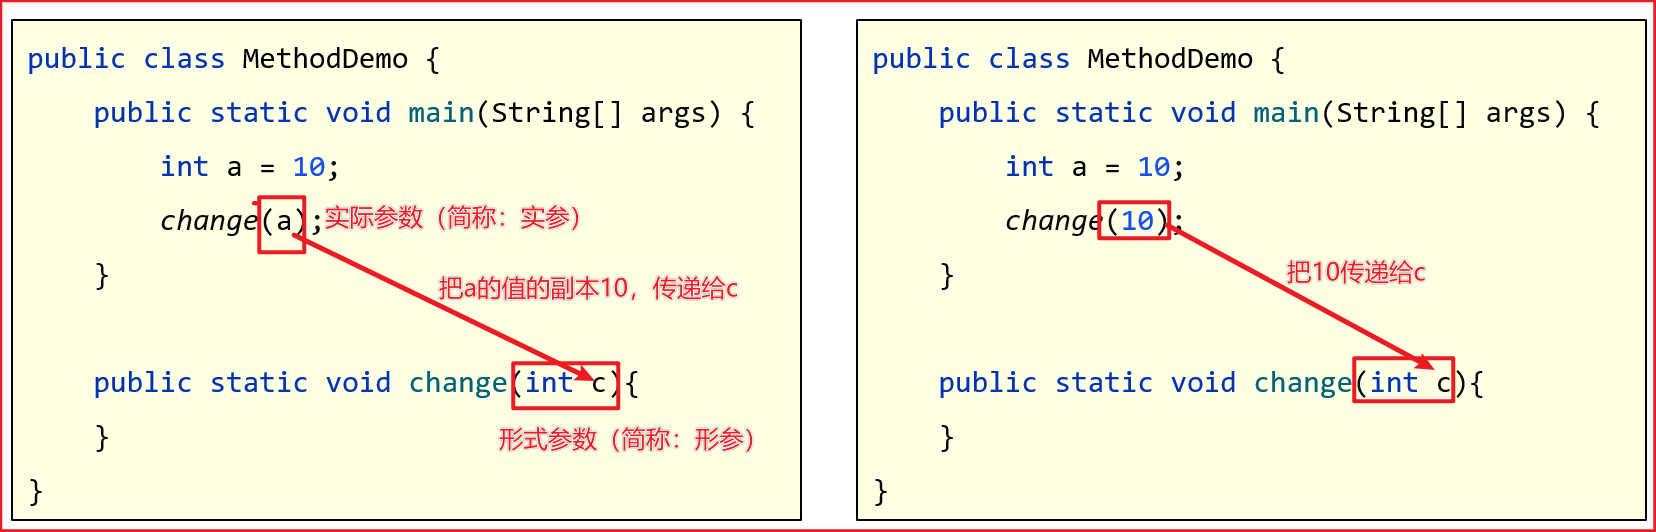 public class MethodDemo {
public static void main(String[] args) {
int a = 10;
change(a);实际参数（简称：实参）
}
把a的值的副本10，传递给c
public static void change(int c){
}
形式参数（简称：形参）
}
public class MethodDemo {
public static void main(String[] args) {
int a = 10;
change(10);
}
把10传递给c
public static void change(int c){
}
}